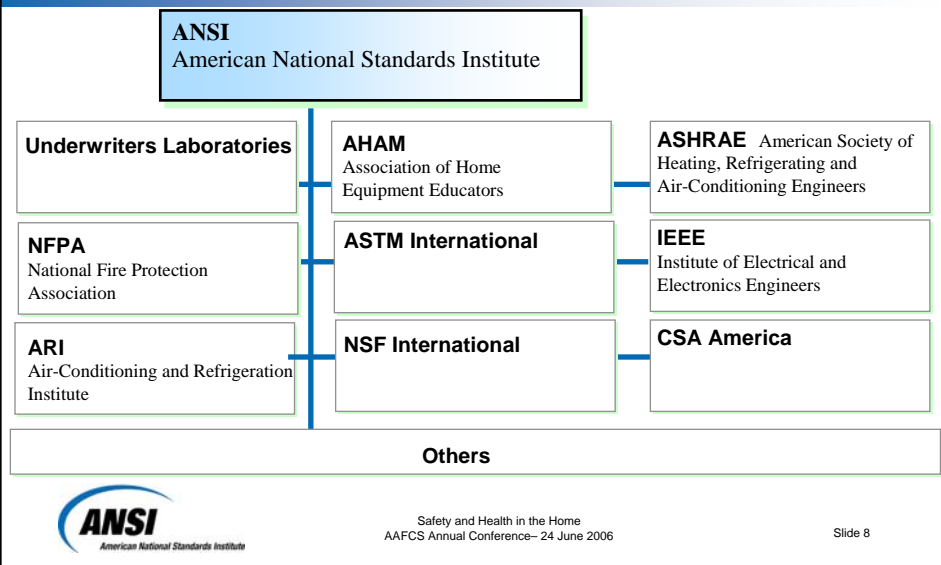 ANSI
American National Standards Institute
Underwriters Laboratories
AHAM
Association of Home
Equipment Educators
ASHRAE American Society of
Heating, Refrigerating and
Air-Conditioning Engineers
NFPA
National Fire Protection
Association
ASTM International
IEEE
Institute of Electrical and
Electronics Engineers
ARI
Air-Conditioning and Refrigeration
Institute
NSF International
CSA America
Others
ANSI
American National Standards Institute
Safety and Health in the Home
AAFCS Annual Conference– 24 June 2006
Slide 8